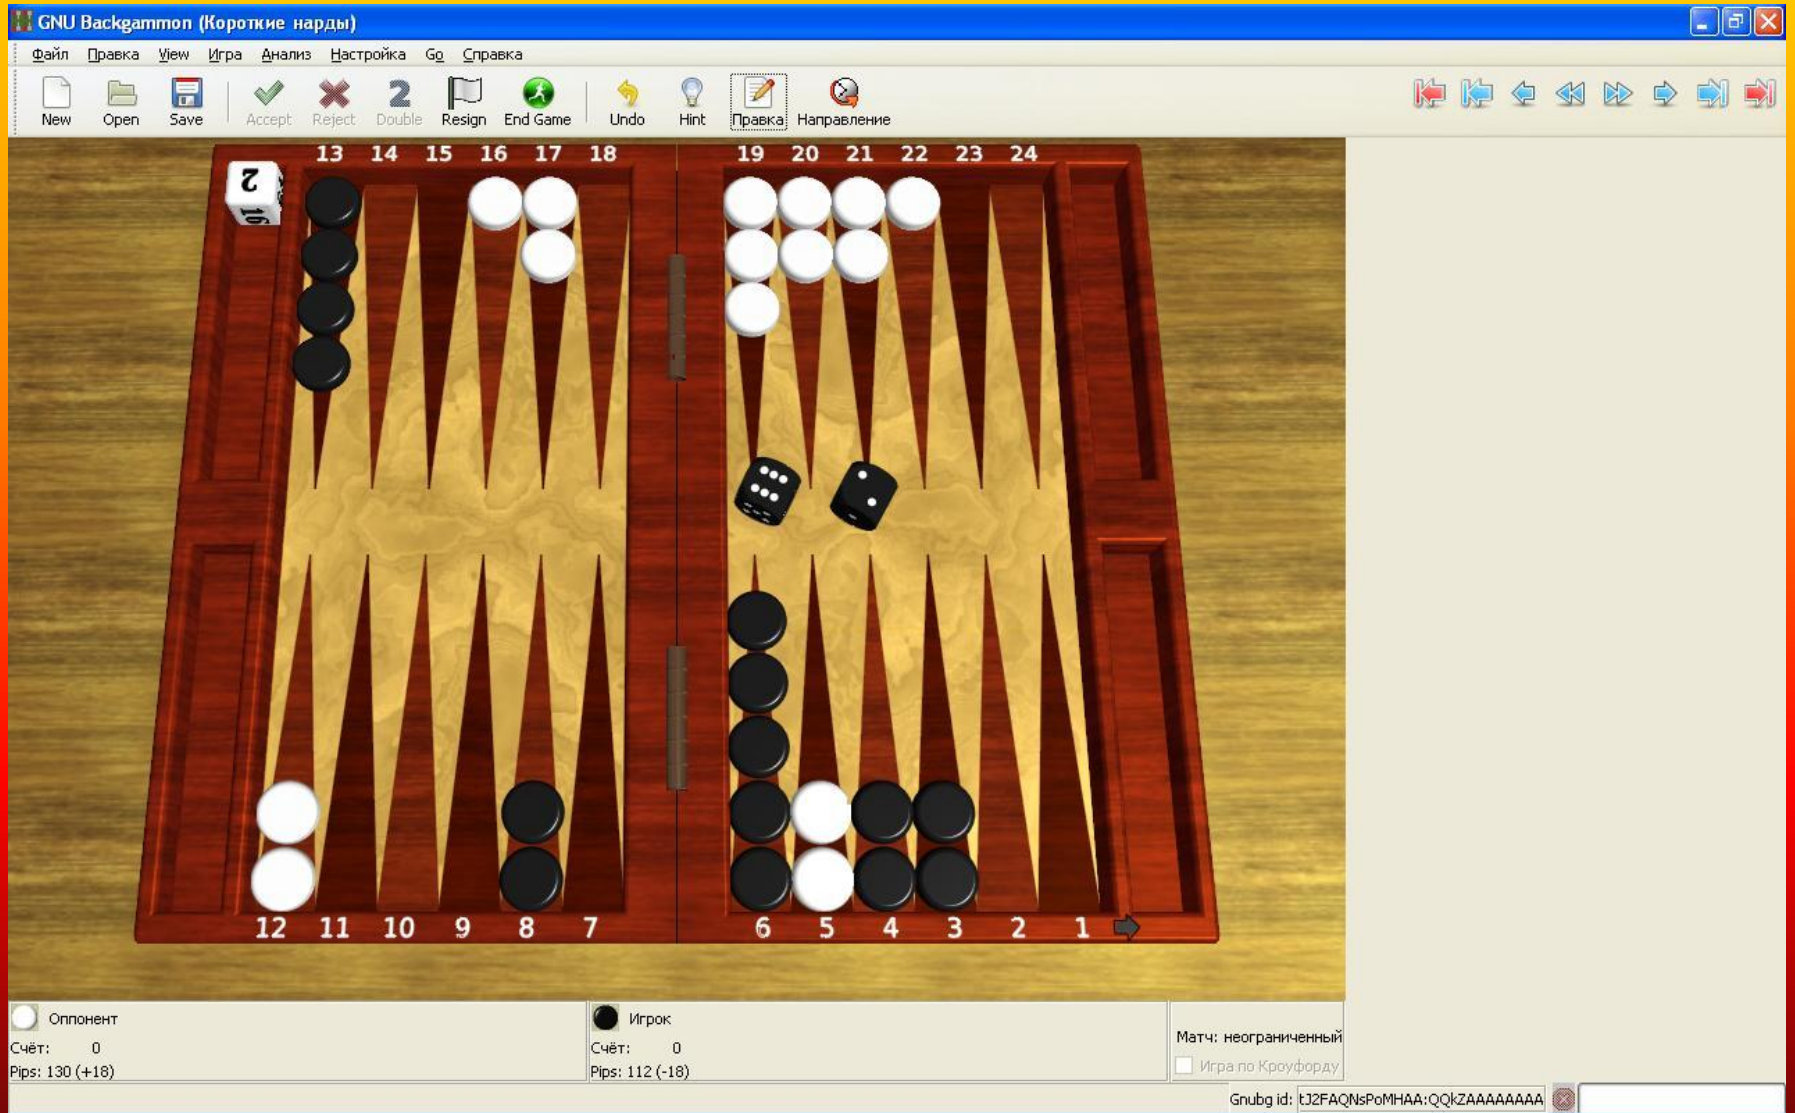 GNU Backgammon (Короткие нарды)
Файл Правка View Игра Анализ Настройка Go Справка
New Open Save Accept Reject 2 Double Resign End Game Undo Hint Правка Направление
13 14 15 16 17 18 19 20 21 22 23 24
2
16
12 11 10 9 8 7 6 5 4 3 2 1
Оппонент
Счёт: 0
Pips: 130 (+18)
Игрок
Счёт: 0
Pips: 112 (-18)
Матч: неограниченный
Игра по Кроуфорду
Gnubg id: tJ2FAQNsPoMHAA:QQkZAAAAAAAA